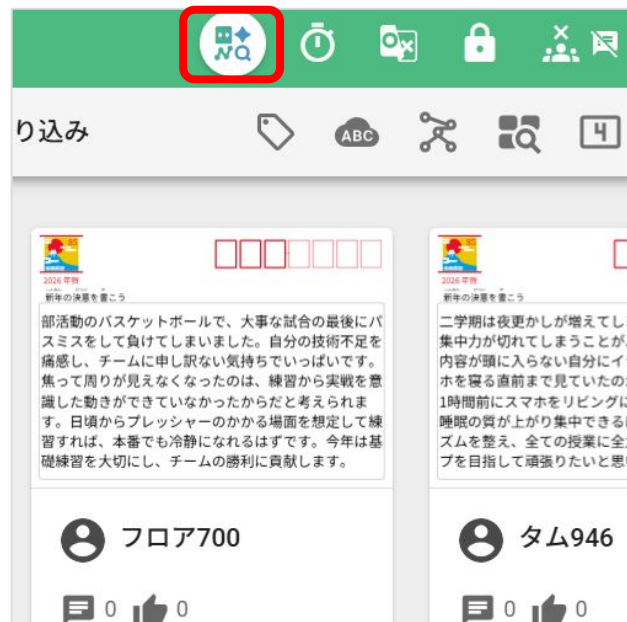 り込み
ABC
4
85
2026 年賀
新年の決意を書こう
部活動のバスケットボールで、大事な試合の最後にパ
スミスをして負けてしまいました。自分の技術不足を
痛感し、チームに申し訳ない気持ちでいっぱいです。
焦って周りが見えなくなったのは、練習から実戦を意
識した動きができていなかったからだと考えられま
す。日頃からプレッシャーのかかる場面を想定して練
習すれば、本番でも冷静になれるはずです。今年は基
礎練習を大切にし、チームの勝利に貢献します。
フロア700
0
0
85
2026 年賀
新年の決意を書こう
二学期は夜更かしが増えてし
集中力が切れてしまうことが
内容が頭に入らない自分にイ
ホを寝る直前まで見ていたの
1時間前にスマホをリビングに
睡眠の質が上がり集中できる
ズムを整え、全ての授業に全
プを目指して頑張りたいと思
タム946
0
0